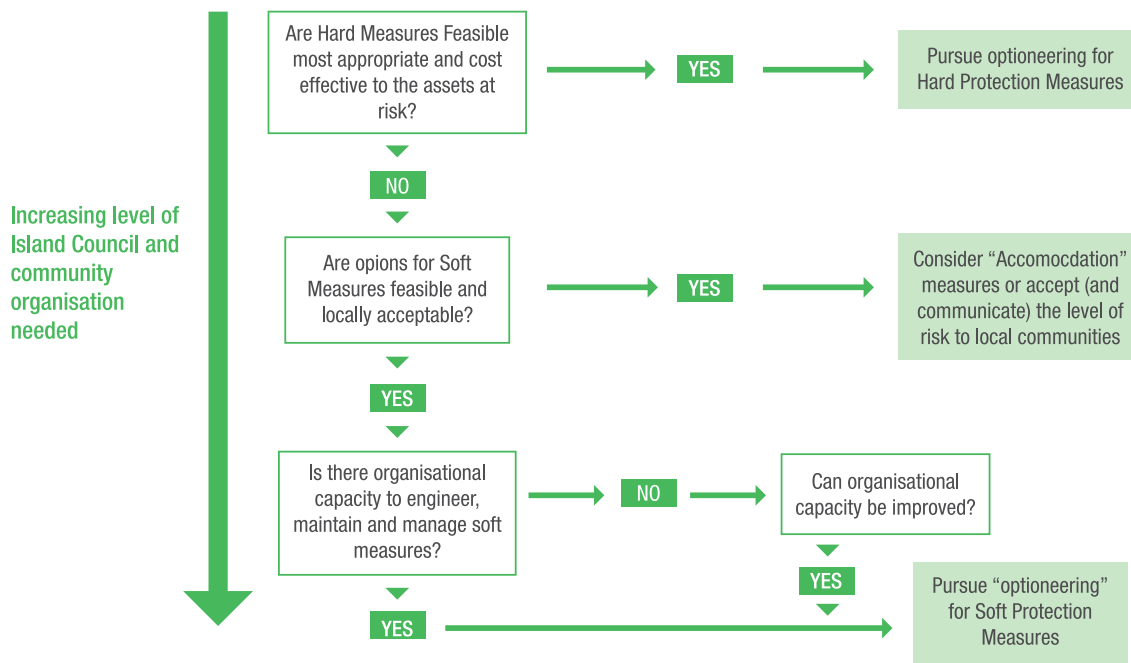 Are Hard Measures Feasible
most appropriate and cost
effective to the assets at
risk?
YES
Pursue optioneering for
Hard Protection Measures
NO
Increasing level of
Island Council and
community
organisation
needed
Are opions for Soft
Measures feasible and
locally acceptable?
YES
Consider “Accomocdation”
measures or accept (and
communicate) the level of
risk to local communities
YES
Is there organisational
capacity to engineer,
maintain and manage soft
measures?
NO
Can organisational
capacity be improved?
YES
YES
Pursue “optioneering”
for Soft Protection
Measures